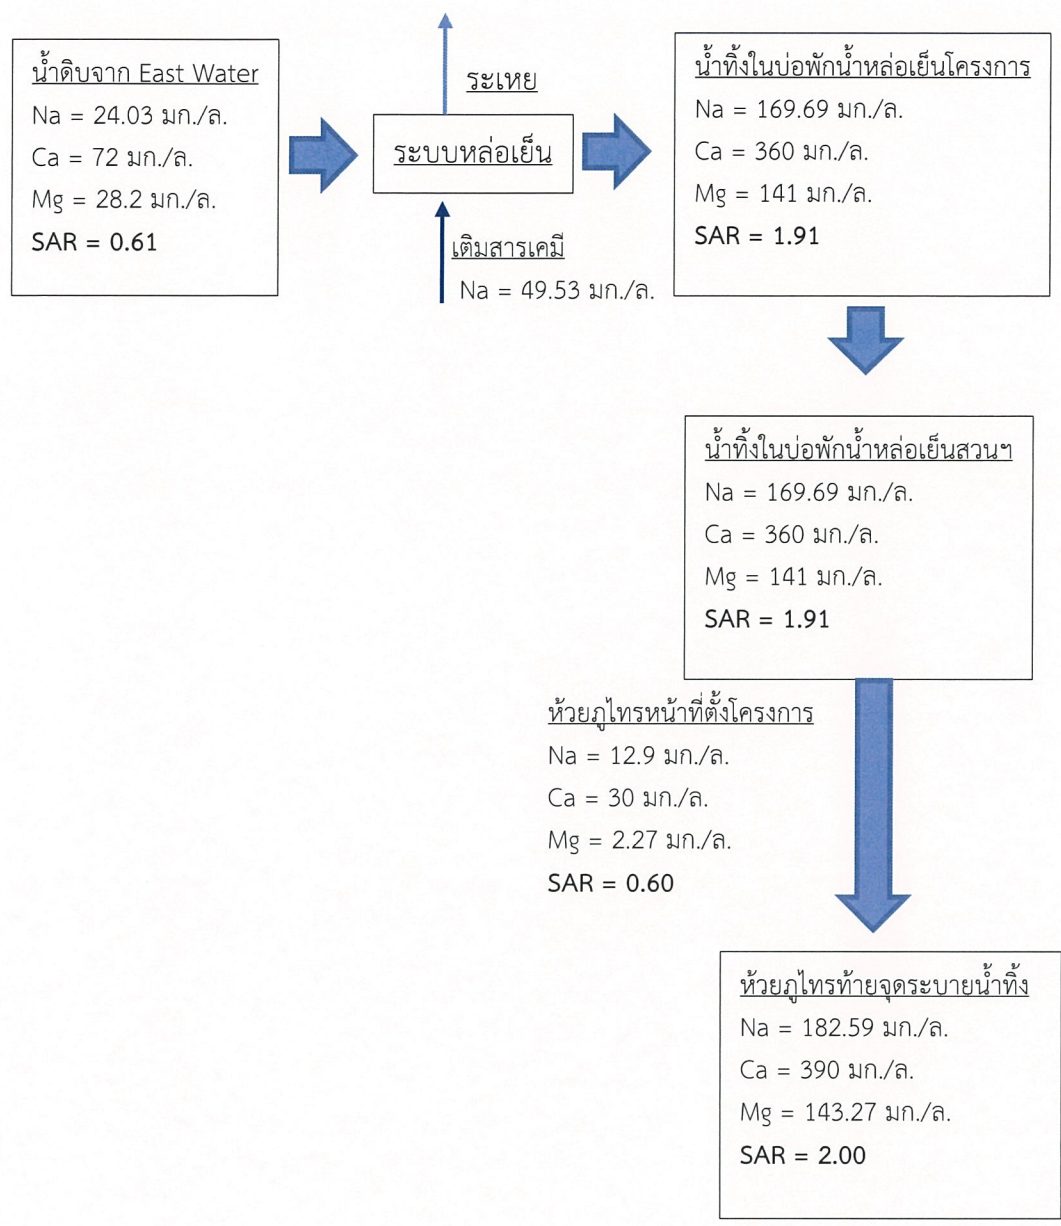 น้ำดิบจาก East Water
Na = 24.03 มก./ล.
Ca = 72 มก./ล.
Mg = 28.2 มก./ล.
SAR = 0.61
ระเหย
ระบบหล่อเย็น
เติมสารเคมี
Na = 49.53 มก./ล.
น้ำทิ้งในบ่อพักน้ำหล่อเย็นโครงการ
Na = 169.69 มก./ล.
Ca = 360 มก./ล.
Mg = 141 มก./ล.
SAR = 1.91
น้ำทิ้งในบ่อพักน้ำหล่อเย็นสวนฯ
Na = 169.69 มก./ล.
Ca = 360 มก./ล.
Mg = 141 มก./ล.
SAR = 1.91
ห้วยภูไทรหน้าที่ตั้งโครงการ
Na = 12.9 มก./ล.
Ca = 30 มก./ล.
Mg = 2.27 มก./ล.
SAR = 0.60
ห้วยภูไทรท้ายจุดระบายน้ำทิ้ง
Na = 182.59 มก./ล.
Ca = 390 มก./ล.
Mg = 143.27 มก./ล.
SAR = 2.00